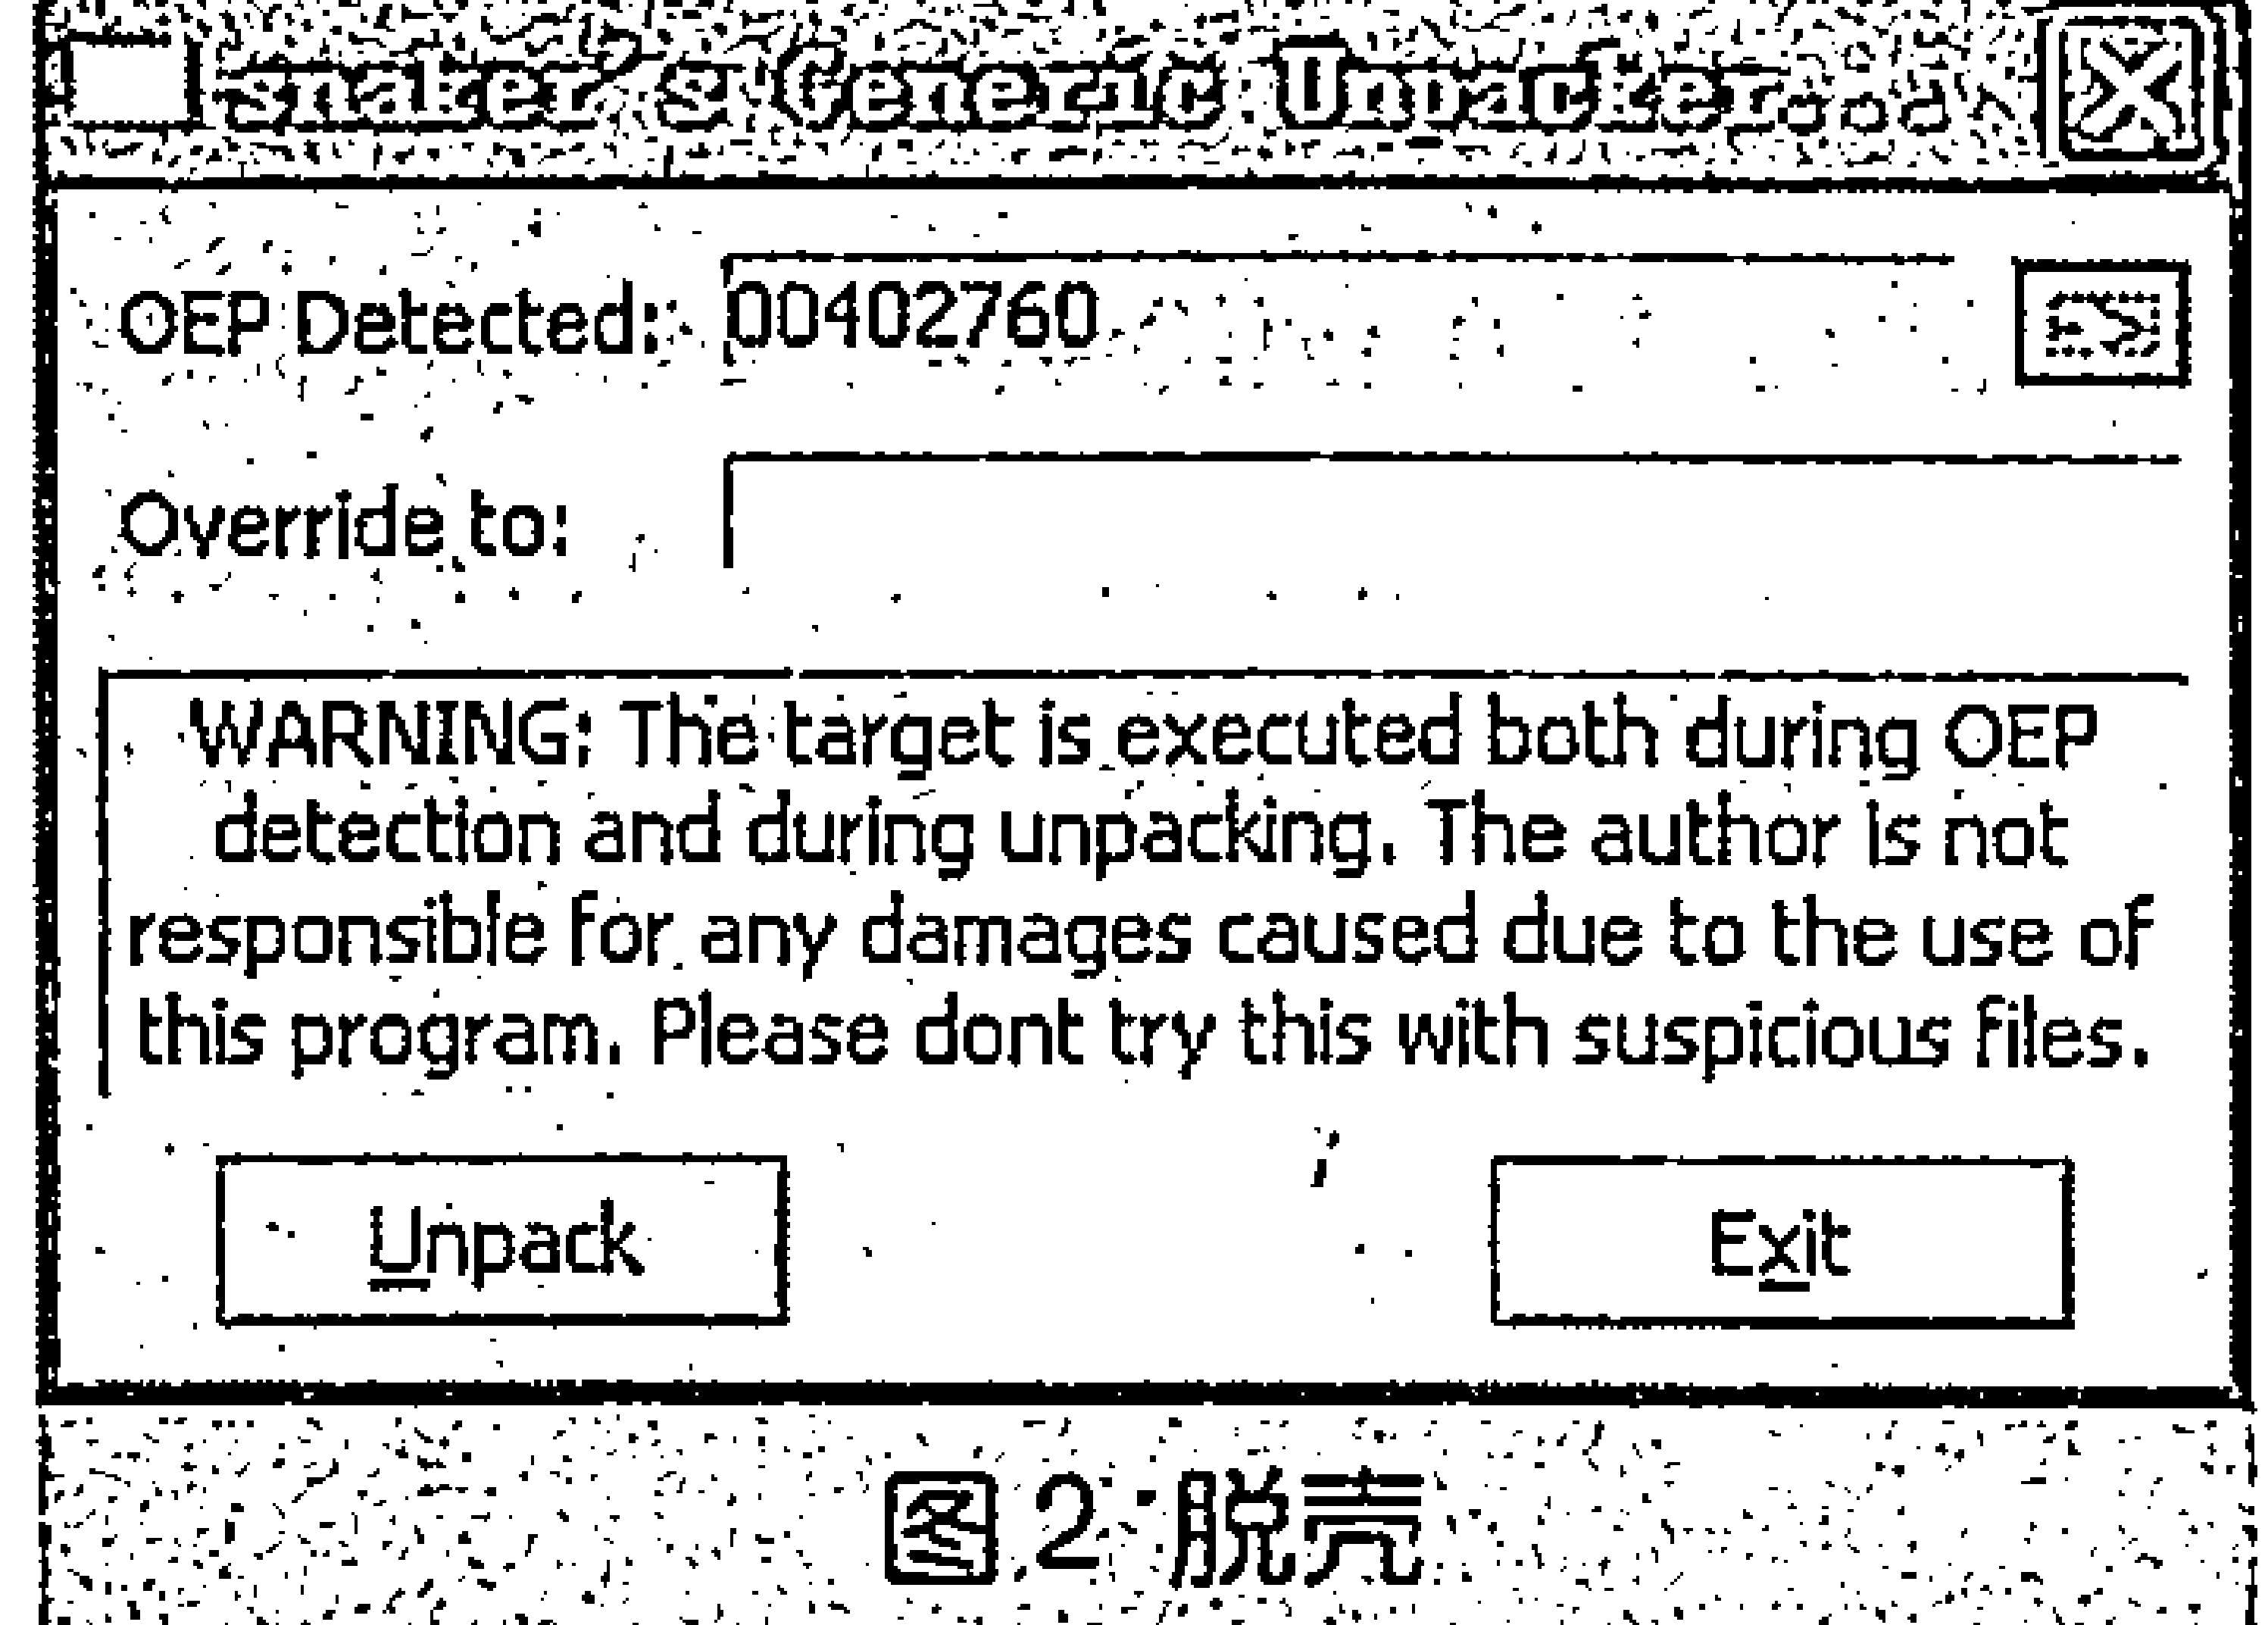 snaker's Generic Unpacker...
OEP Detected: 00402760
->
Override to:
WARNING: The target is executed both during OEP
detection and during unpacking. The author is not
responsible for any damages caused due to the use of
this program. Please dont try this with suspicious files.
Unpack
Exit
图2 脱壳